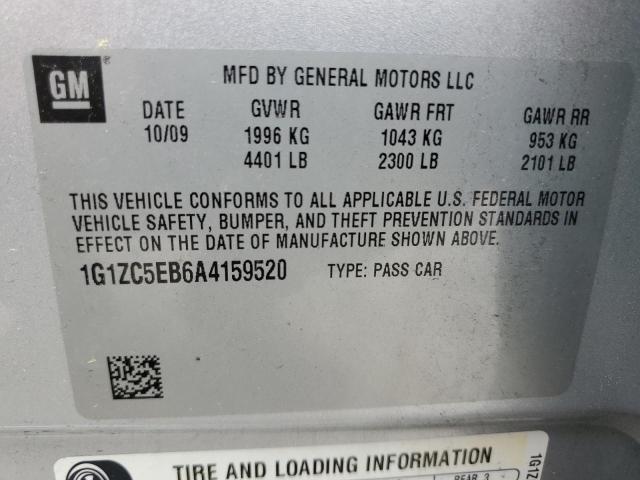 GM
®
MFD BY GENERAL MOTORS LLC
DATE GVWR GAWR FRT GAWR RR
10/09 1996 KG 1043 KG 953 KG
4401 LB 2300 LB 2101 LB
THIS VEHICLE CONFORMS TO ALL APPLICABLE U.S. FEDERAL MOTOR
VEHICLE SAFETY, BUMPER, AND THEFT PREVENTION STANDARDS IN
EFFECT ON THE DATE OF MANUFACTURE SHOWN ABOVE.
1G1ZC5EB6A4159520 TYPE: PASS CAR
TIRE AND LOADING INFORMATION
REAR 3
1G1Z